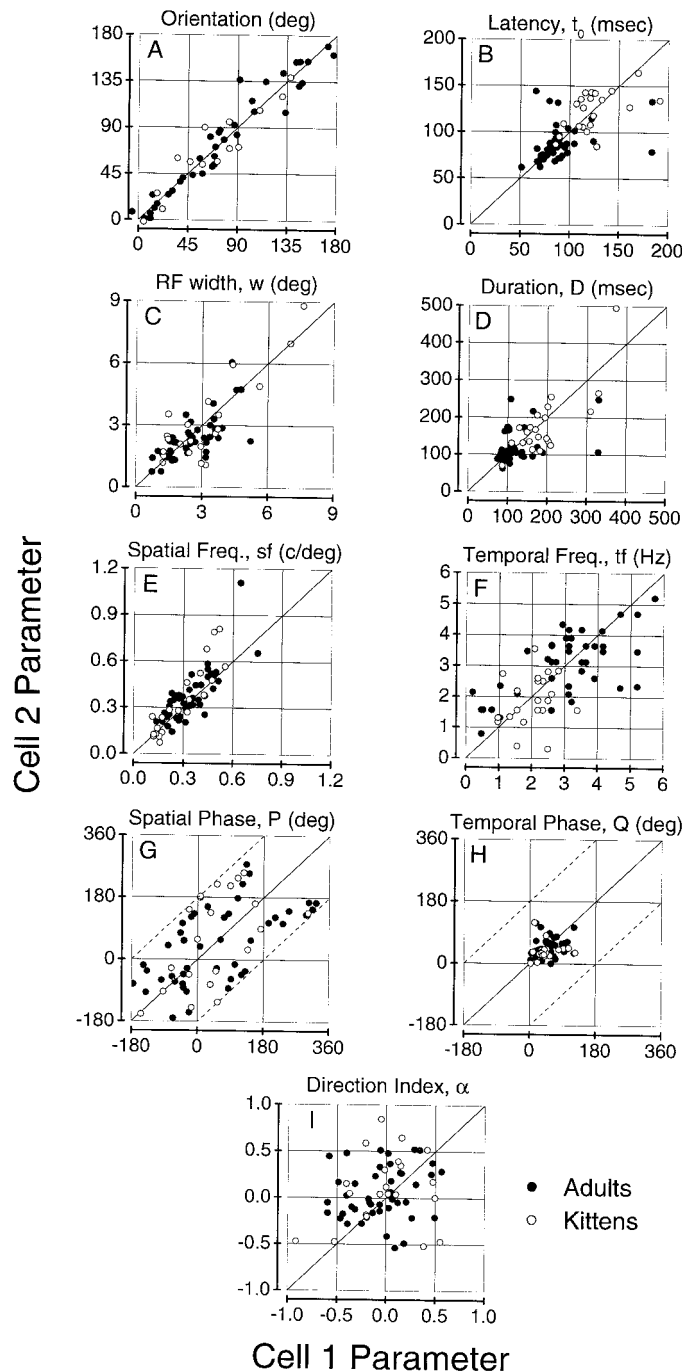 Orientation (deg)
A
180
135
90
45
0
0 45 90 135 180
Latency, t0 (msec)
B
200
150
100
50
0
0 50 100 150 200
RF width, w (deg)
C
9
6
3
0
0 3 6 9
Duration, D (msec)
D
500
400
300
200
100
0
0 100 200 300 400 500
Spatial Freq., sf (c/deg)
E
1.2
0.9
0.6
0.3
0.0
0.0 0.3 0.6 0.9 1.2
Temporal Freq., tf (Hz)
F
6
5
4
3
2
1
0
0 1 2 3 4 5 6
Spatial Phase, P (deg)
G
360
180
0
-180
-180 0 180 360
Temporal Phase, Q (deg)
H
360
180
0
-180
-180 0 180 360
Direction Index, α
I
1.0
0.5
0.0
-0.5
-1.0
-1.0 -0.5 0.0 0.5 1.0
Adults
Kittens
Cell 2 Parameter
Cell 1 Parameter